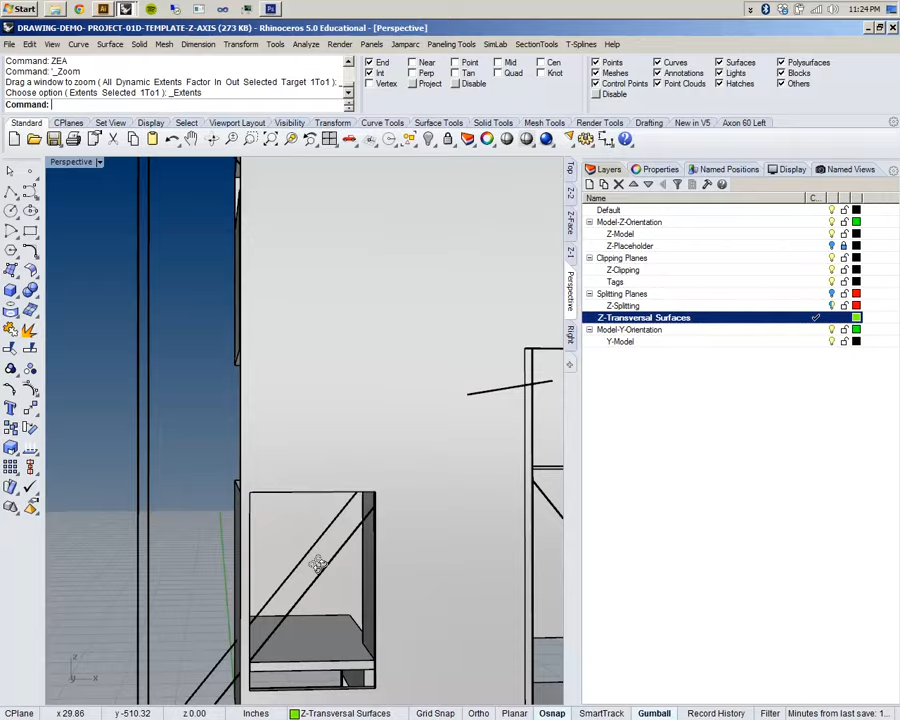 Start
11:24 PM
DRAWING-DEMO- PROJECT-01D-TEMPLATE-Z-AXIS (273 KB) - Rhinoceros 5.0 Educational - [Perspective]
File Edit View Curve Surface Solid Mesh Dimension Transform Tools Analyze Render Panels Jamparc Paneling Tools SimLab SectionTools T-Splines Help
Command: ZEA
Command: '_Zoom
Drag a window to zoom ( All Dynamic Extents Factor In Out Selected Target 1To1 ): _
Choose option ( Extents Selected 1To1 ): _Extents
Command:
End Near Point Mid Cen
Int Perp Tan Quad Knot
Vertex Project Disable
Points Curves Surfaces Polysurfaces
Meshes Annotations Lights Blocks
Control Points Point Clouds Hatches Others
Disable
Standard CPlanes Set View Display Select Viewport Layout Visibility Transform Curve Tools Surface Tools Solid Tools Mesh Tools Render Tools Drafting New in V5 Axon 60 Left
Perspective
Top
Z-2
Z-Face
Z-1
Perspective
Right
Layers Properties Named Positions Display Named Views
Name C...
Default
Model-Z-Orientation
Z-Model
Z-Placeholder
Clipping Planes
Z-Clipping
Tags
Splitting Planes
Z-Splitting
Z-Transversal Surfaces
Model-Y-Orientation
Y-Model
z
y x
CPlane x 29.86 y -510.32 z 0.00 Inches Z-Transversal Surfaces Grid Snap Ortho Planar Osnap SmartTrack Gumball Record History Filter Minutes from last save: 1...